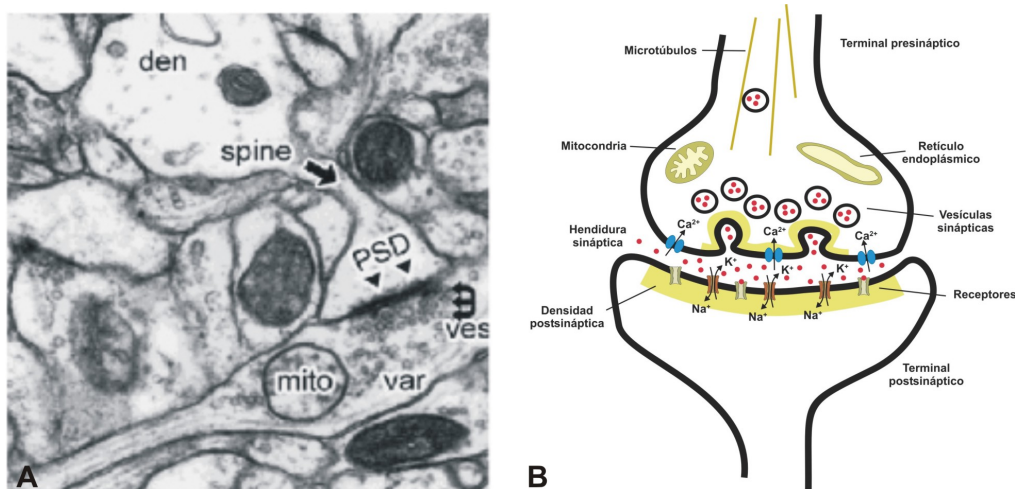 den
spine
PSD
ves
mito
var
A
Microtúbulos
Terminal presináptico
Mitocondria
Retículo
endoplásmico
Vesículas
sinápticas
Hendidura
sináptica
Ca2+
Ca2+
Ca2+
K+
K+
K+
Na+
Na+
Na+
Densidad
postsináptica
Receptores
Terminal
postsináptico
B